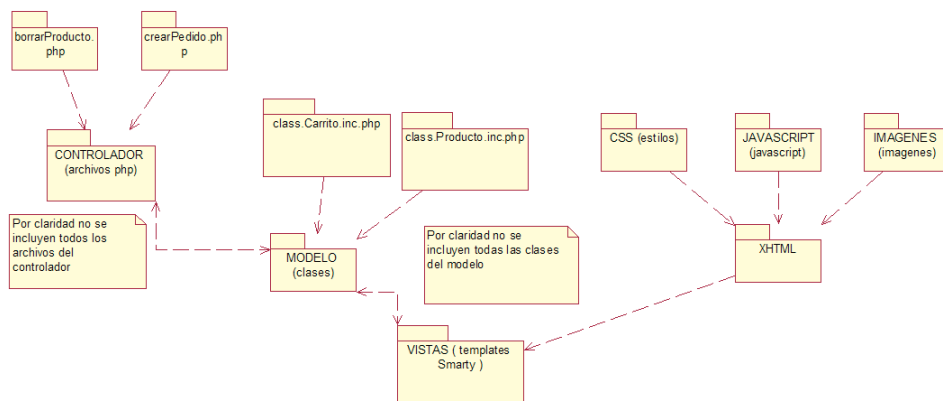 borrarProducto.
php
crearPedido.ph
p
class.Carrito.inc.php
class.Producto.inc.php
CSS (estilos)
JAVASCRIPT
(javascript)
IMAGENES
(imagenes)
CONTROLADOR
(archivos php)
Por claridad no se
incluyen todos los
archivos del
controlador
MODELO
(clases)
Por claridad no se
incluyen todas las clases
del modelo
XHTML
VISTAS ( templates
Smarty )